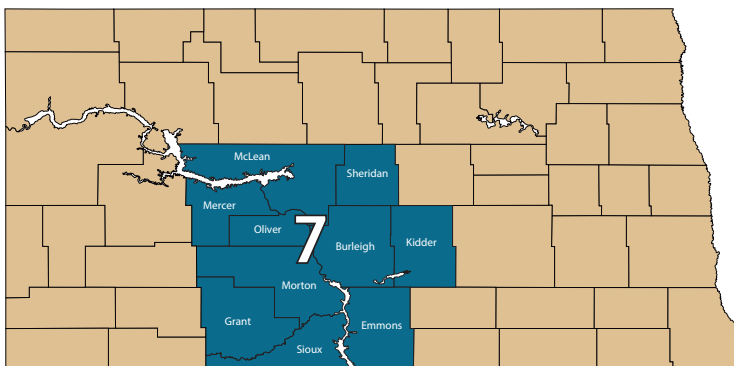 McLean
Sheridan
Mercer
Oliver
7
Burleigh
Kidder
Morton
Grant
Emmons
Sioux